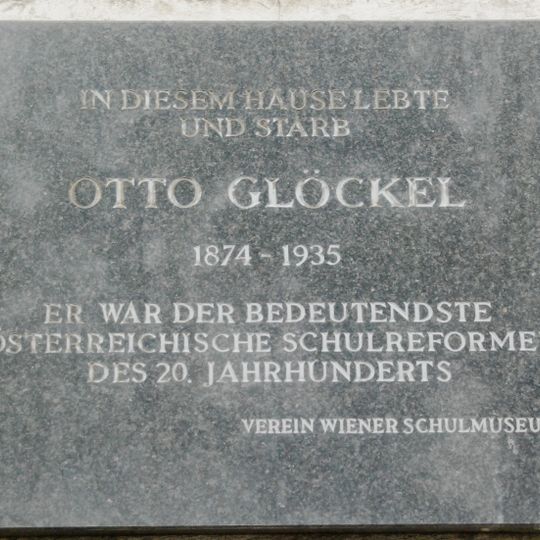 IN DIESEM HAUSE LEBTE
UND STARB
OTTO GLÖCKEL
1874 - 1935
ER WAR DER BEDEUTENDSTE
ÖSTERREICHISCHE SCHULREFORME
DES 20. JAHRHUNDERTS
VEREIN WIENER SCHULMUSEU